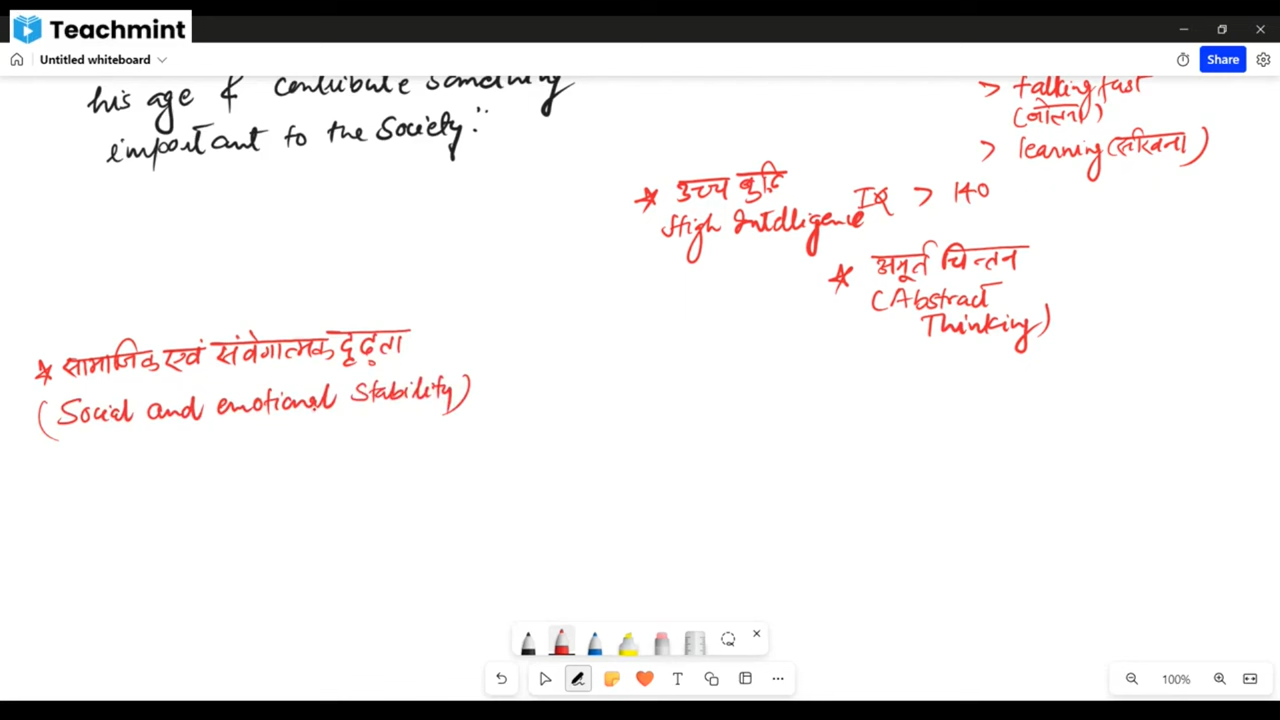 Teachmint
Untitled whiteboard
Share
his age & contribute something
important to the Society."
> talking fast
(बोलना)
> learning (सीखना)
* उच्च बुद्धि IQ > 140
High Intelligence
* अमूर्त चिन्तन
(Abstract
Thinking)
* सामाजिक एवं संवेगात्मक दृढ़ता
(Social and emotional Stability)
T
100%